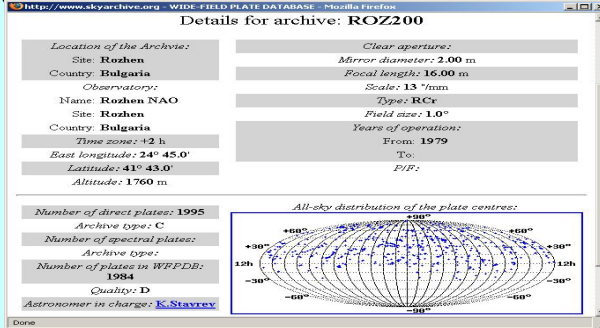 http://www.skyarchive.org - WIDE-FIELD PLATE DATABASE - Mozilla Firefox
Details for archive: ROZ200
Location of the Archvie:
Site: Rozhen
Country: Bulgaria
Observatory:
Name: Rozhen NAO
Site: Rozhen
Country: Bulgaria
Time zone: +2 h
East longitude: 24° 45.0'
Latitude: 41° 43.0'
Altitude: 1760 m
Clear aperture:
Mirror diameter: 2.00 m
Focal length: 16.00 m
Scale: 13 "/mm
Type: RCr
Field size: 1.0°
Years of operation:
From: 1979
To:
P/F:
Number of direct plates: 1995
Archive type: C
Number of spectral plates:
Archive type:
Number of plates in WFPDB:
1984
Quality: D
Astronomer in charge: K.Stavrev
All-sky distribution of the plate centres:
+90°
+60° +60°
+30° +30°
12h 12h
-30° -30°
-60° -60°
-90°
Done